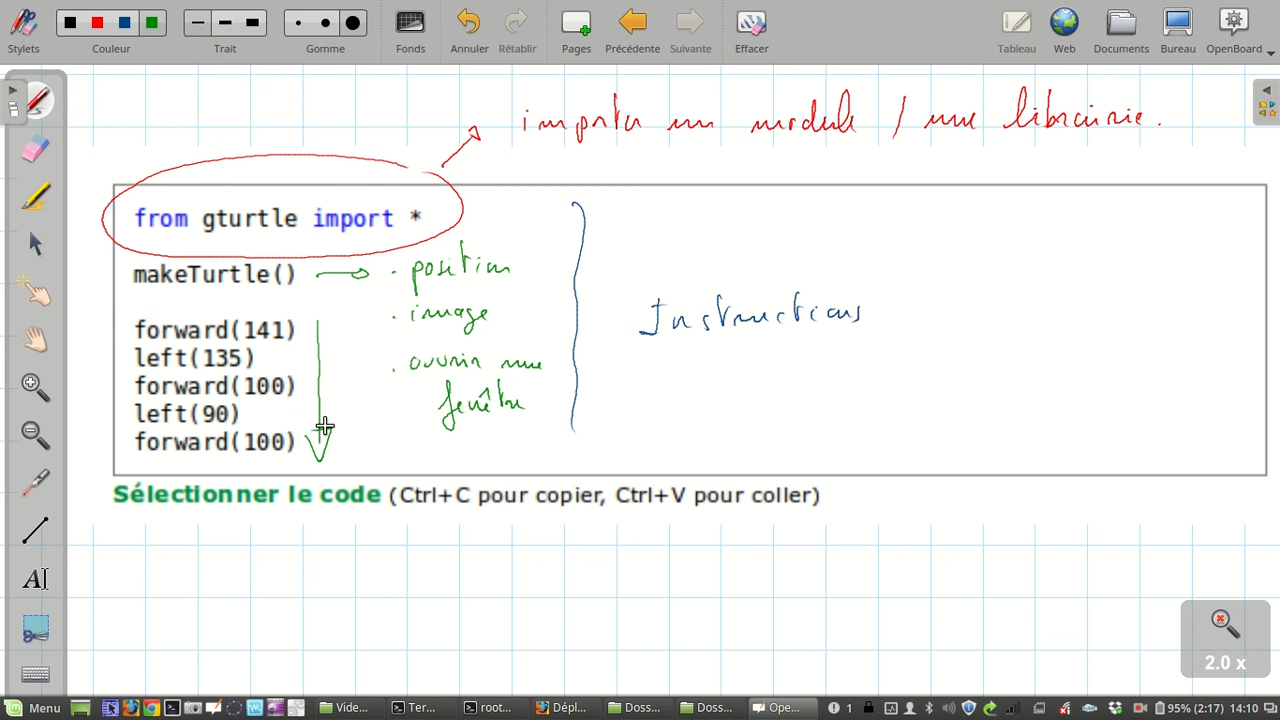 Stylets Couleur Trait Gomme Fonds Annuler Rétablir Pages Précédente Suivante Effacer Tableau Web Documents Bureau OpenBoard
importer un module / une librairie.
from gturtle import *
makeTurtle() . position
. image
forward(141) Instructions
left(135) . ouvrir une
forward(100) fenêtre
left(90)
forward(100)
Sélectionner le code (Ctrl+C pour copier, Ctrl+V pour coller)
2.0 x
Menu Vide... Ter... root... Dépl... Doss... Doss... Ope... 1 95% (2:17) 14:10